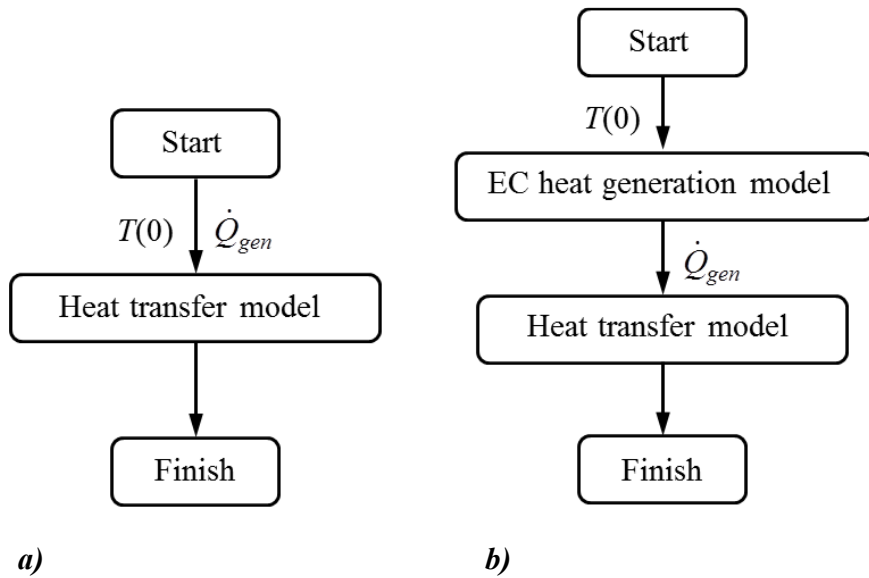 Start
T(0) Q̇gen
Heat transfer model
Finish
a)
Start
T(0)
EC heat generation model
Q̇gen
Heat transfer model
Finish
b)